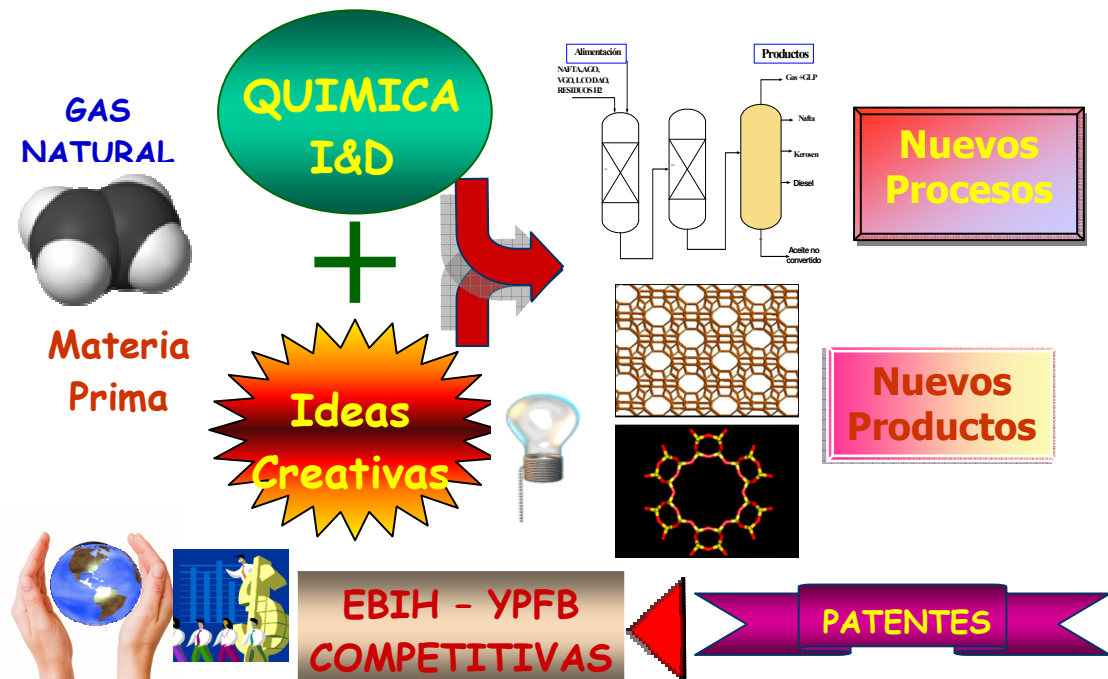 GAS
NATURAL
Materia
Prima
QUIMICA
I&D
Ideas
Creativas
Alimentación
NAFTA,AGO,
VGO, LCO DAO,
RESIDUOS H2
Productos
Gas +GLP
Nafta
Kerosen
Diesel
Aceite no
convertido
Nuevos
Procesos
Nuevos
Productos
EBIH – YPFB
COMPETITIVAS
PATENTES